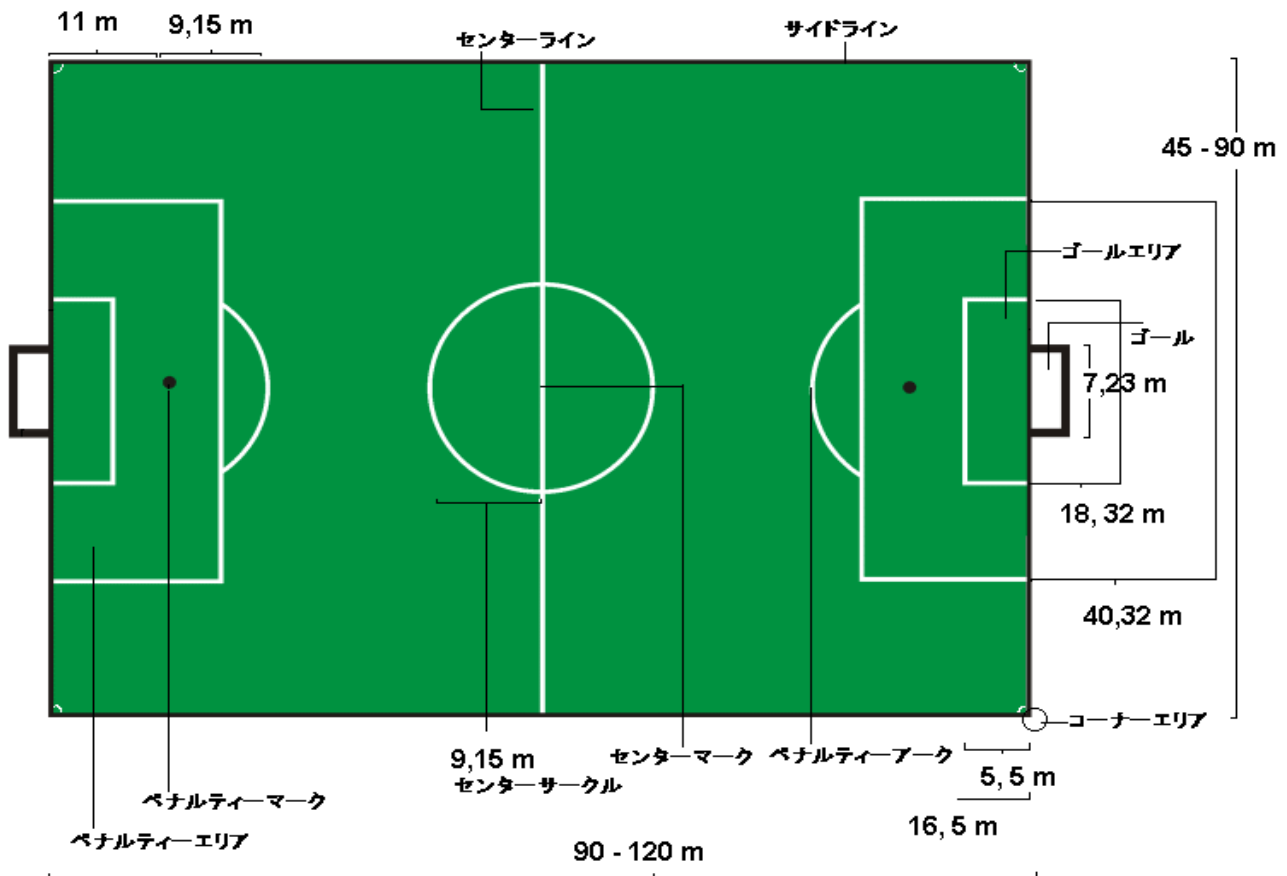 11 m
9,15 m
センターライン
サイドライン
45 - 90 m
ゴールエリア
ゴール
7,23 m
18, 32 m
40,32 m
コーナーエリア
9,15 m
センターサークル
センターマーク
ペナルティーアーク
5, 5 m
16, 5 m
ペナルティーマーク
ペナルティーエリア
90 - 120 m